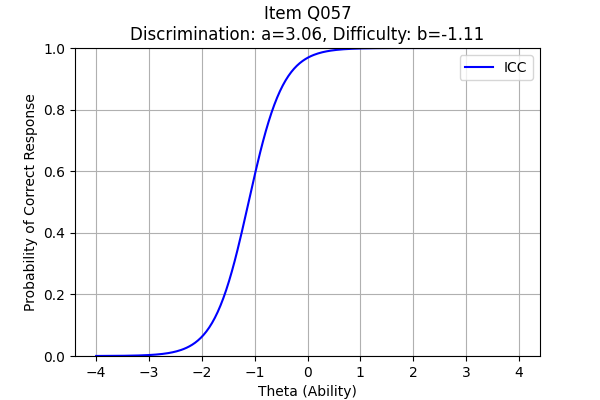 Item Q057
Discrimination: a=3.06, Difficulty: b=-1.11
1.0
0.8
0.6
0.4
0.2
0.0
Probability of Correct Response
ICC
−4 −3 −2 −1 0 1 2 3 4
Theta (Ability)